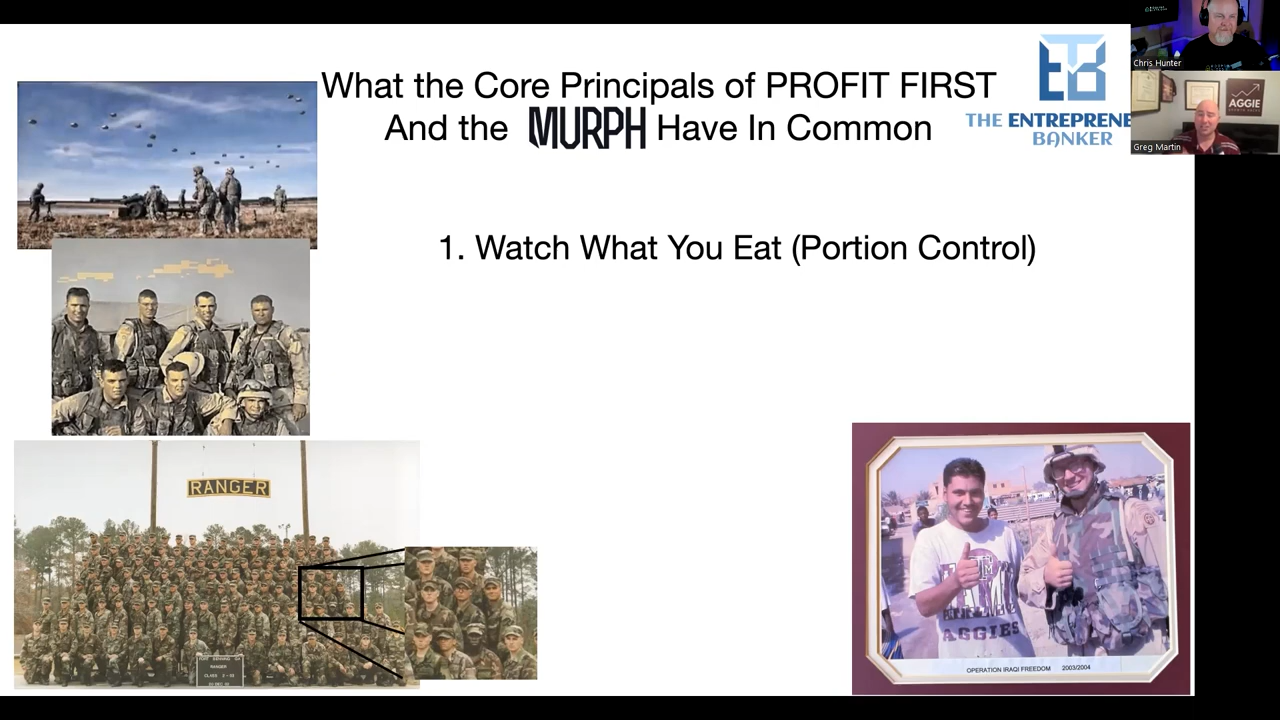 What the Core Principals of PROFIT FIRST
And the MURPH Have In Common
THE ENTREPRENE
BANKER
Chris Hunter
AGGIE
Greg Martin
1. Watch What You Eat (Portion Control)
RANGER
RANGER
AGGIES
OPERATION IRAQI FREEDOM 2003/2004